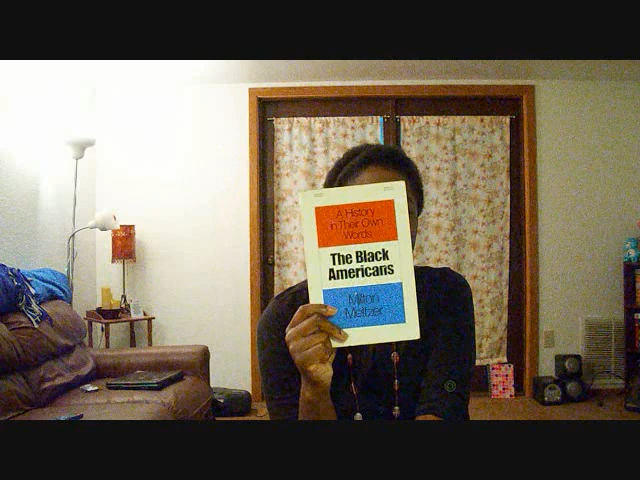 A History
in Their Own
Words
The Black
Americans
Milton
Meltzer